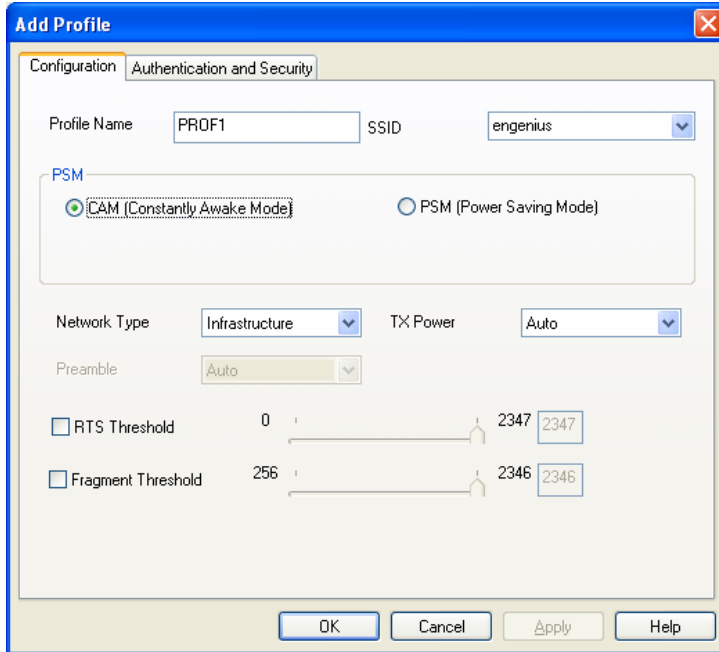 Add Profile
Configuration Authentication and Security
Profile Name PROF1 SSID engenius
PSM
CAM (Constantly Awake Mode) PSM (Power Saving Mode)
Network Type Infrastructure TX Power Auto
Preamble Auto
RTS Threshold 0 2347 2347
Fragment Threshold 256 2346 2346
OK Cancel Apply Help